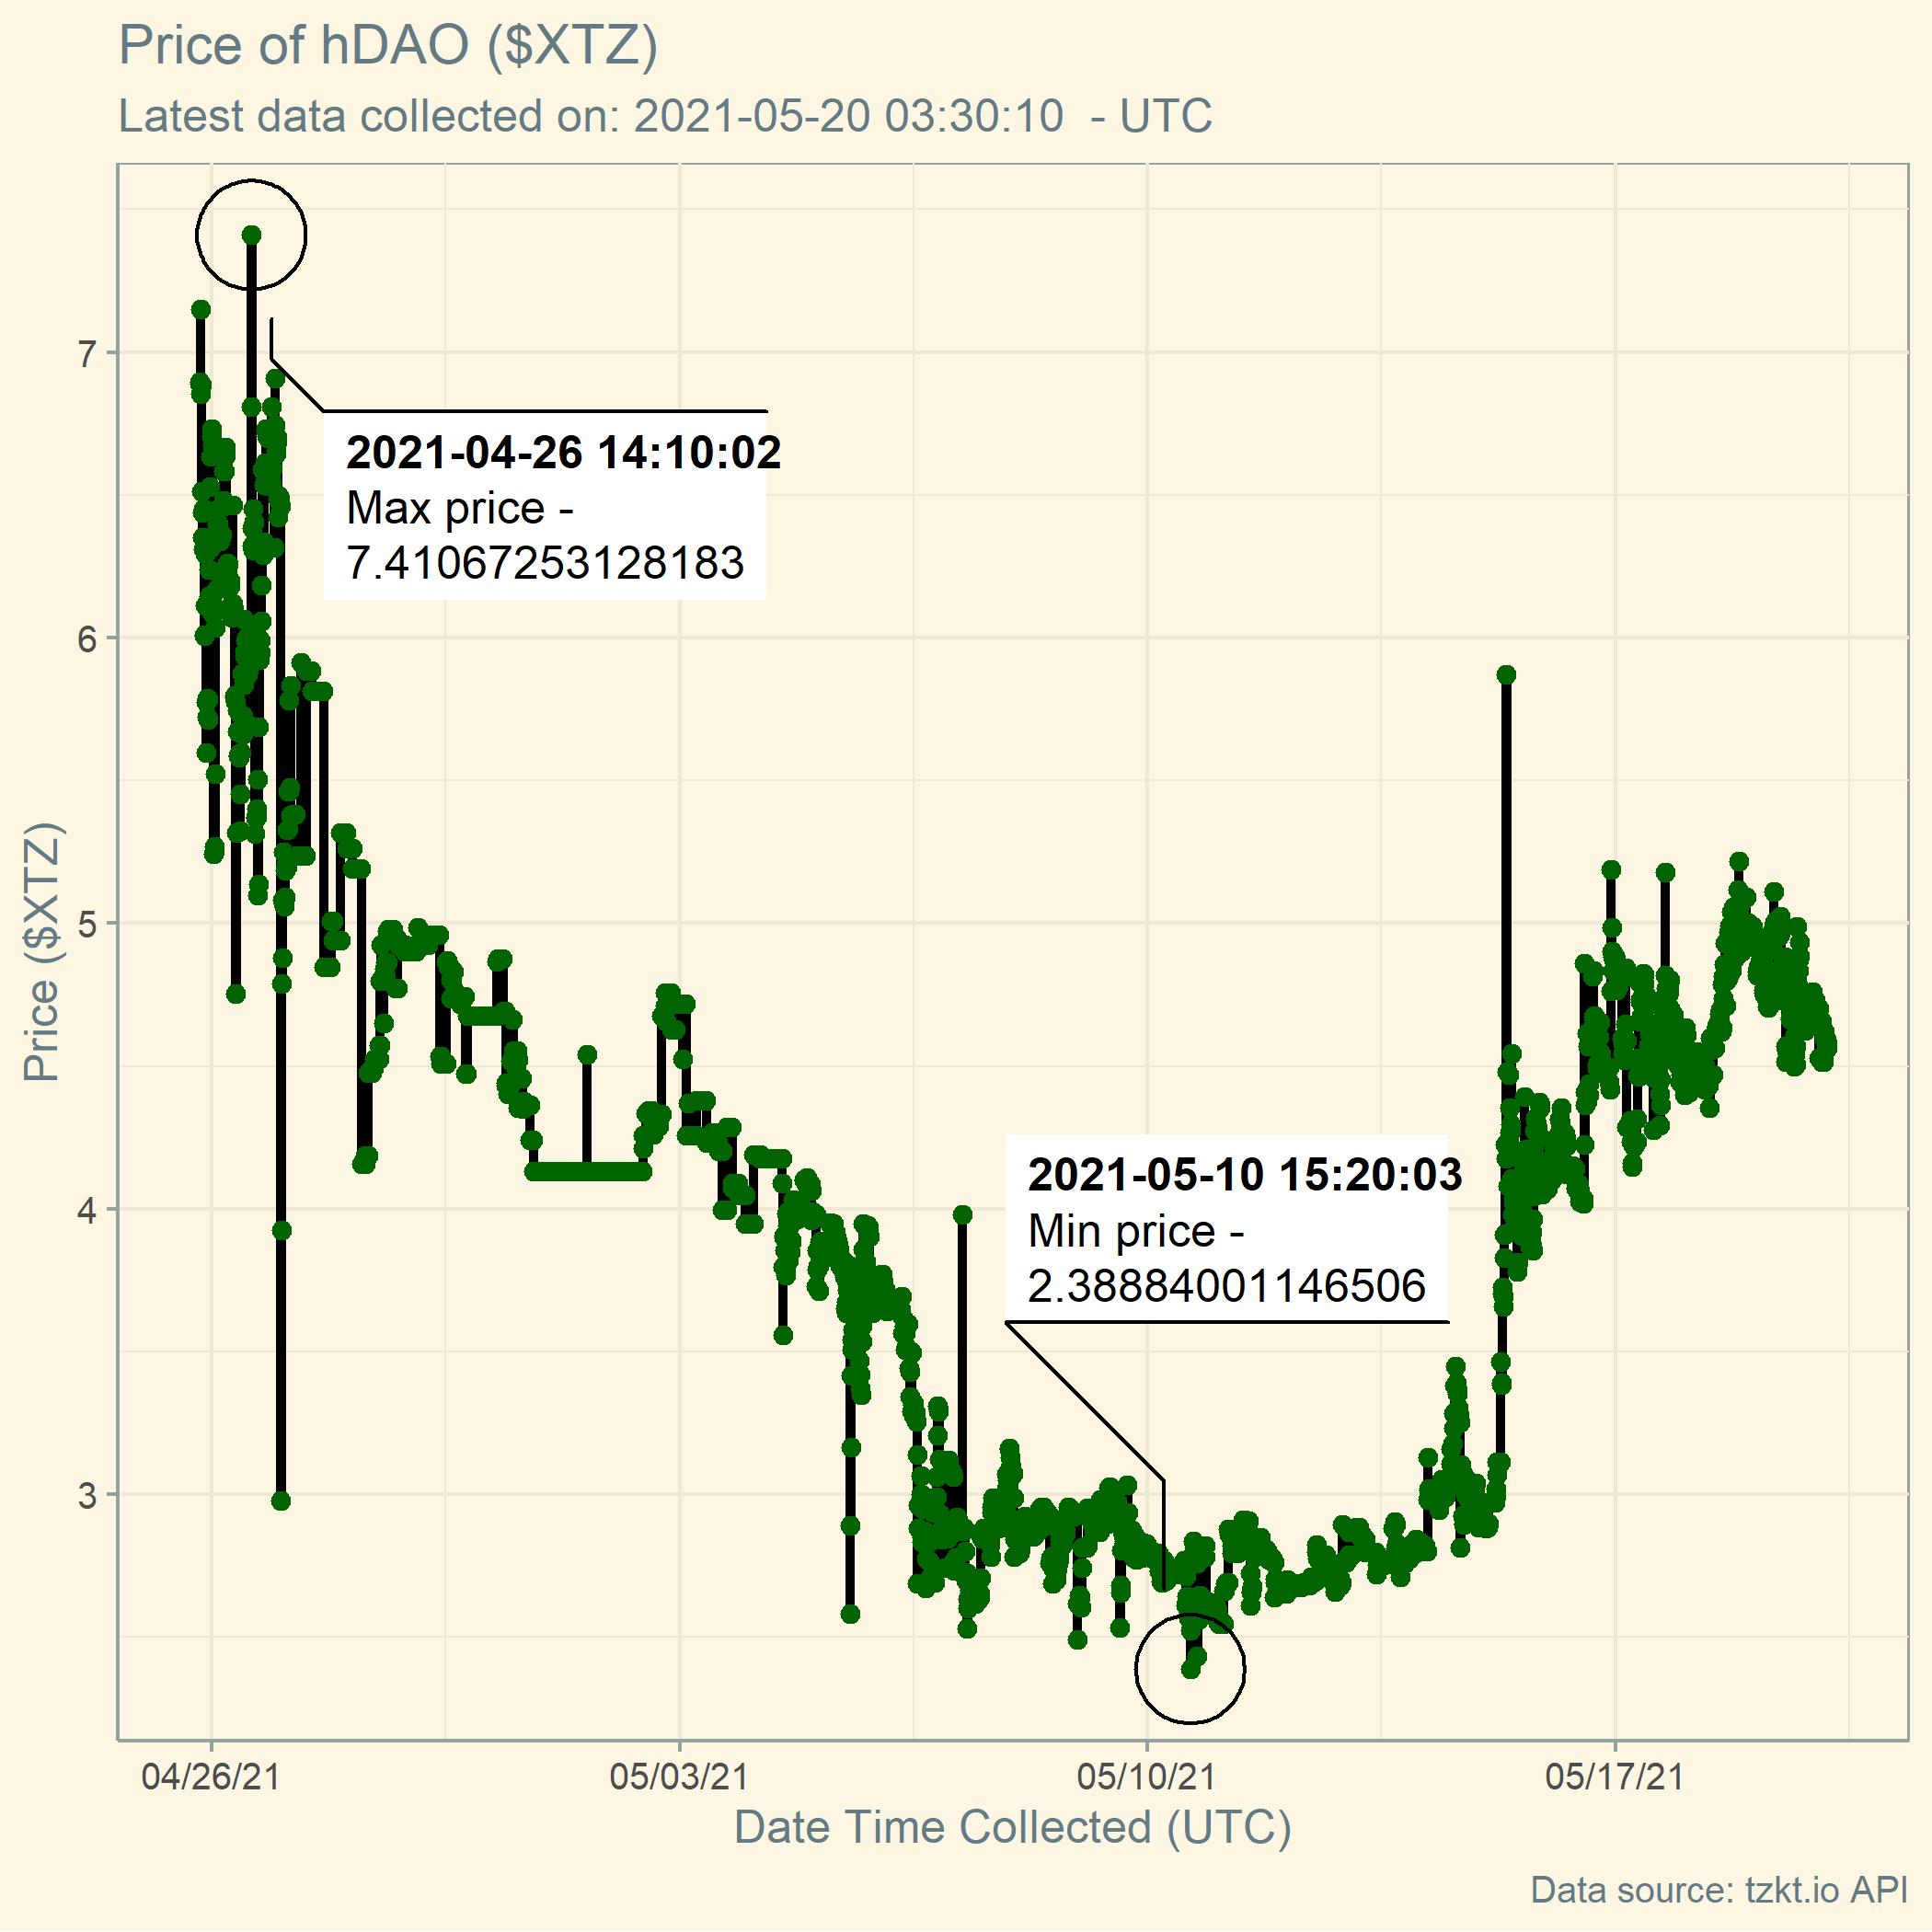 Price of hDAO ($XTZ)
Latest data collected on: 2021-05-20 03:30:10  - UTC
Price ($XTZ)
7
6
5
4
3
2021-04-26 14:10:02
Max price -
7.41067253128183
2021-05-10 15:20:03
Min price -
2.38884001146506
04/26/21
05/03/21
05/10/21
05/17/21
Date Time Collected (UTC)
Data source: tzkt.io API